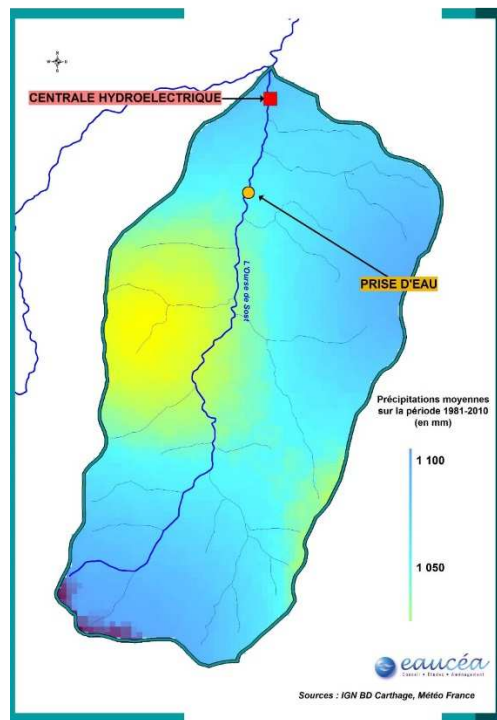 CENTRALE HYDROELECTRIQUE
L'Ourse de Sost
PRISE D'EAU
Précipitations moyennes
sur la période 1981-2010
(en mm)
1 100
1 050
eaucéa
Conseil • Études • Aménagement
Sources : IGN BD Carthage, Météo France